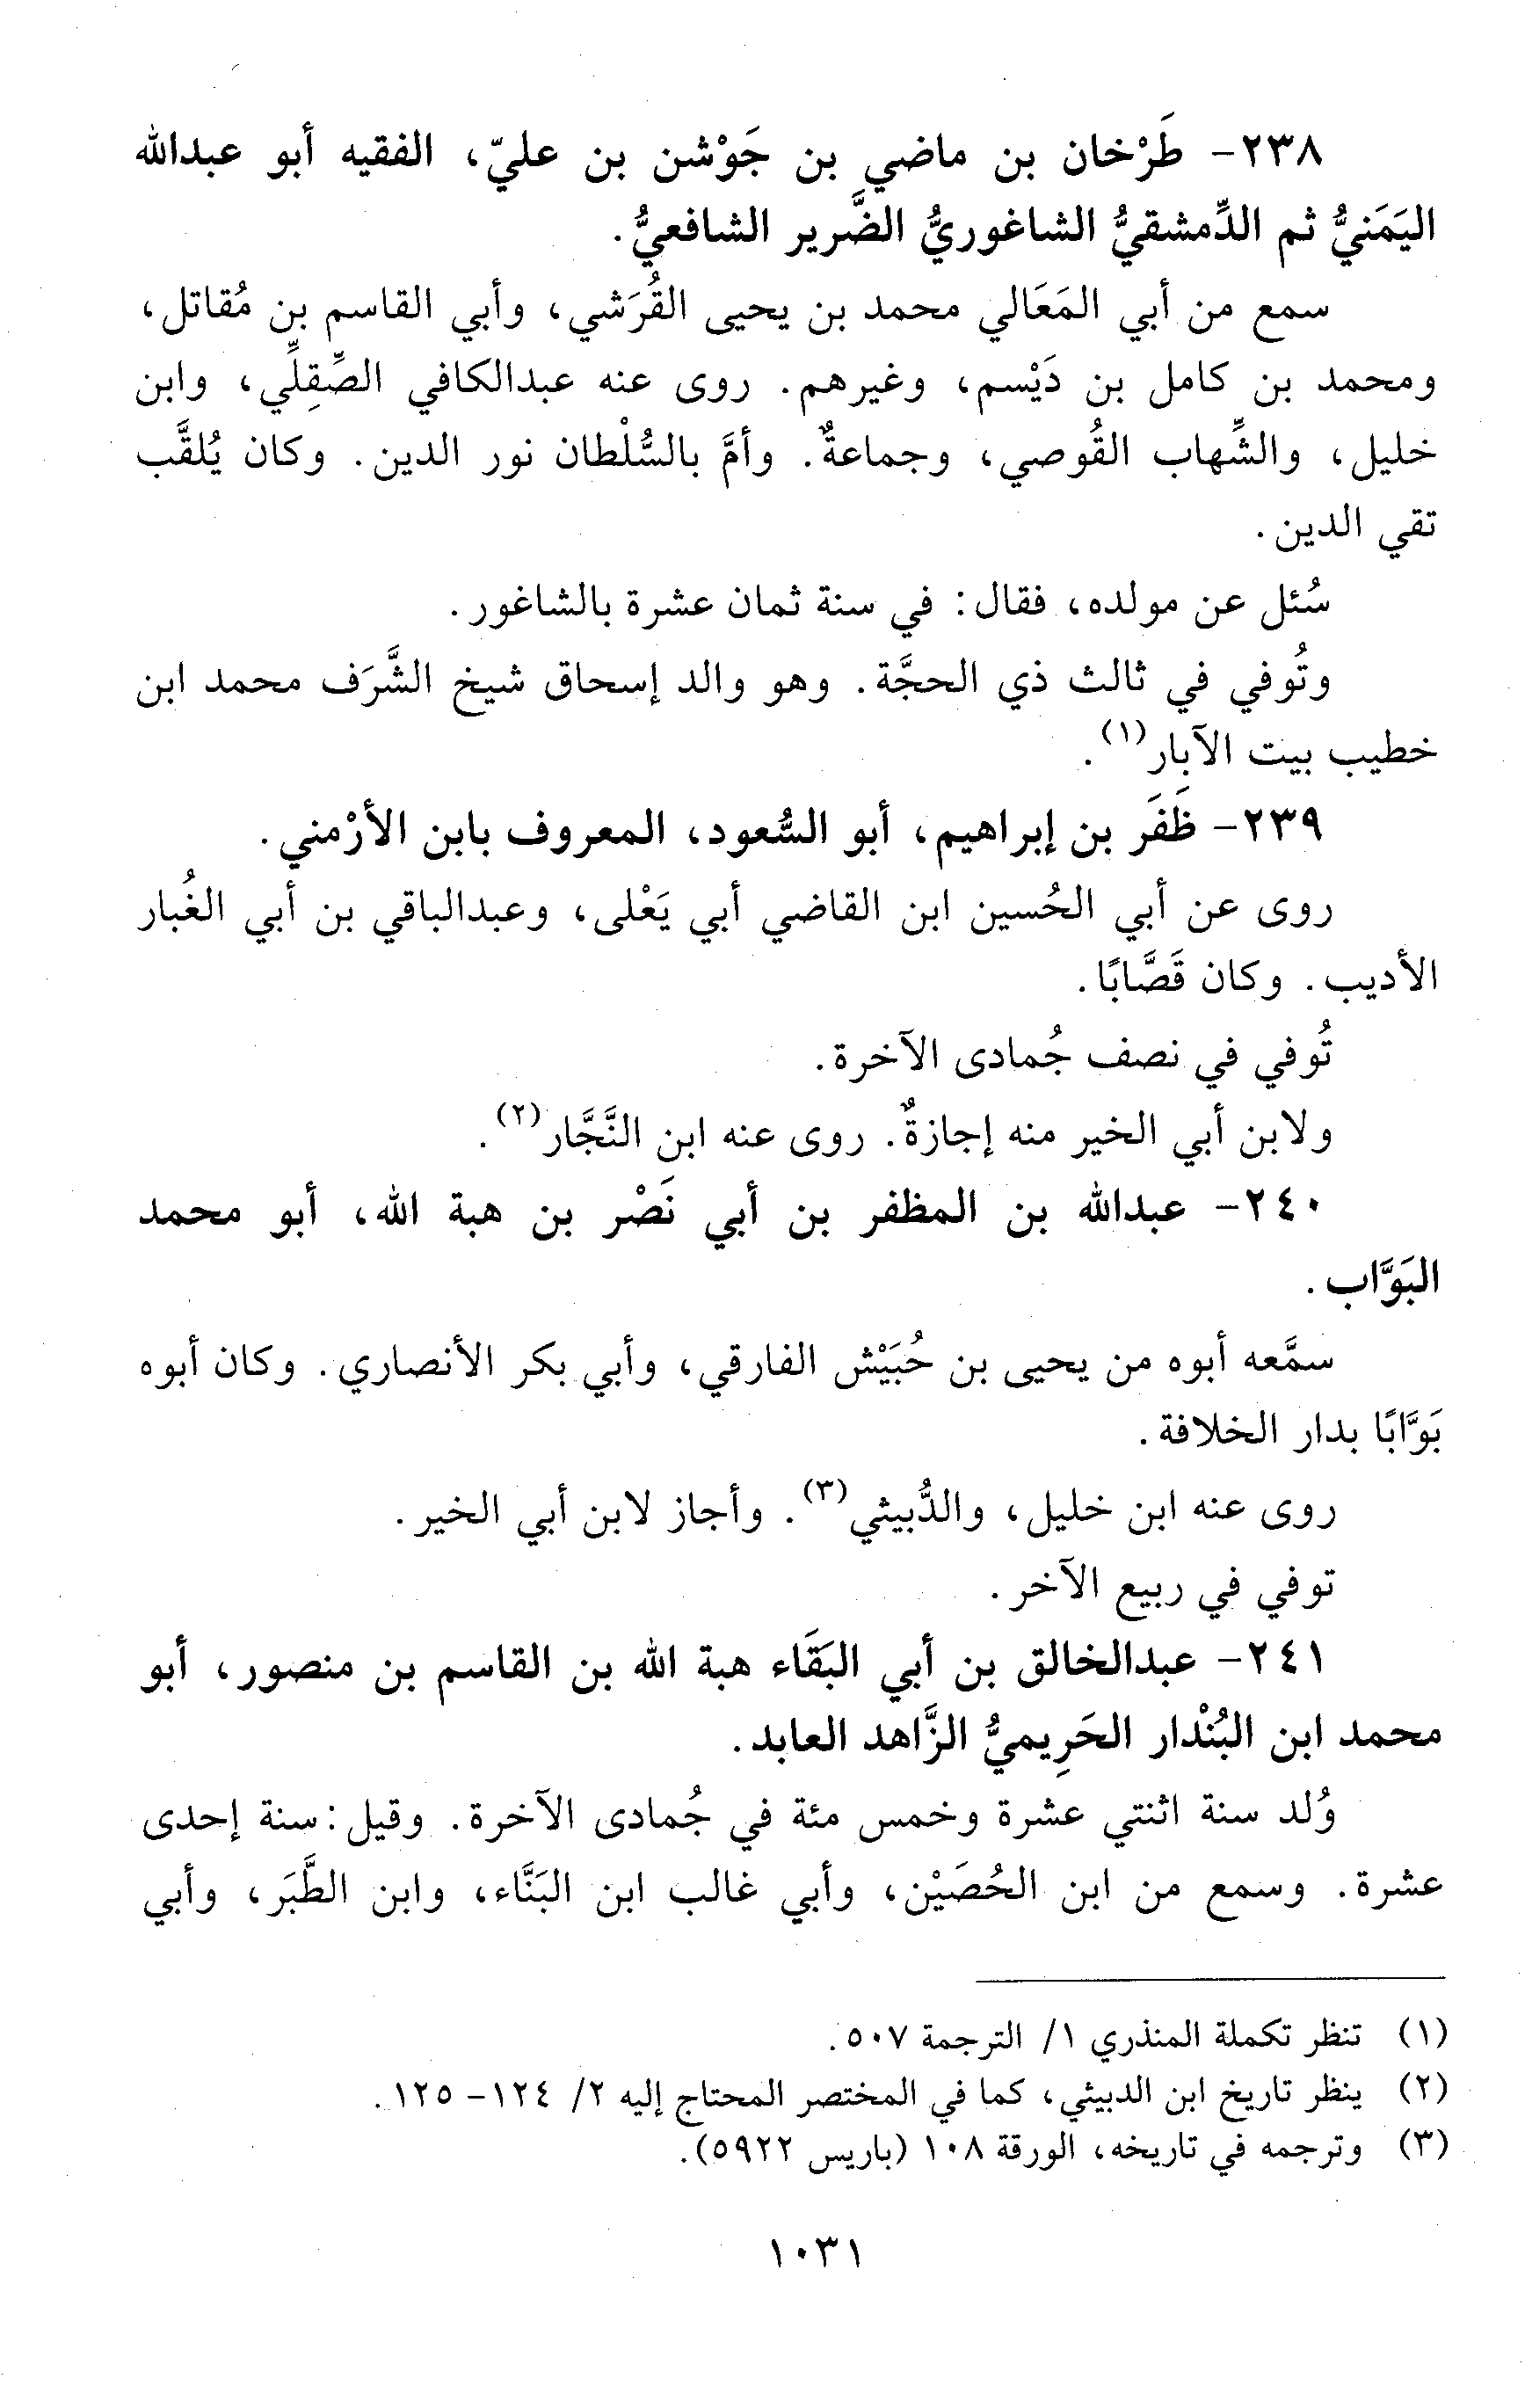 ٢٣٨- طَرْخان بن ماضي بن جَوْشن بن عليّ، الفقيه أبو عبدالله
اليَمَنيُّ ثم الدِّمشقيُّ الشاغوريُّ الضَّرير الشافعيُّ.
سمع من أبي المَعَالي محمد بن يحيى القُرَشي، وأبي القاسم بن مُقاتل،
ومحمد بن كامل بن دَيْسم، وغيرهم. روى عنه عبدالكافي الصِّقِلِّي، وابن
خليل، والشِّهاب القُوصي، وجماعةٌ. وأمَّ بالسُّلْطان نور الدين. وكان يُلقَّب
تقي الدين.
سُئل عن مولده، فقال: في سنة ثمان عشرة بالشاغور.
وتُوفي في ثالث ذي الحجَّة. وهو والد إسحاق شيخ الشَّرَف محمد ابن
خطيب بيت الآبار(١).
٢٣٩- ظَفَر بن إبراهيم، أبو السُّعود، المعروف بابن الأرْمني.
روى عن أبي الحُسين ابن القاضي أبي يَعْلى، وعبدالباقي بن أبي الغُبار
الأديب. وكان قَصَّابًا.
تُوفي في نصف جُمادى الآخرة.
ولابن أبي الخير منه إجازةٌ. روى عنه ابن النَّجَّار(٢).
٢٤٠- عبدالله بن المظفر بن أبي نَصْر بن هبة الله، أبو محمد
البَوَّاب.
سمَّعه أبوه من يحيى بن حُبَيْش الفارقي، وأبي بكر الأنصاري. وكان أبوه
بَوَّابًا بدار الخلافة.
روى عنه ابن خليل، والدُّبيثي(٣). وأجاز لابن أبي الخير.
توفي في ربيع الآخر.
٢٤١- عبدالخالق بن أبي البَقَاء هبة الله بن القاسم بن منصور، أبو
محمد ابن البُنْدار الحَرِيميُّ الزَّاهد العابد.
وُلد سنة اثنتي عشرة وخمس مئة في جُمادى الآخرة. وقيل: سنة إحدى
عشرة. وسمع من ابن الحُصَيْن، وأبي غالب ابن البَنَّاء، وابن الطَّبَر، وأبي
(١) تنظر تكملة المنذري ١/ الترجمة ٥٠٧.
(٢) ينظر تاريخ ابن الدبيثي، كما في المختصر المحتاج إليه ٢/ ١٢٤- ١٢٥.
(٣) وترجمه في تاريخه، الورقة ١٠٨ (باريس ٥٩٢٢).
١٠٣١